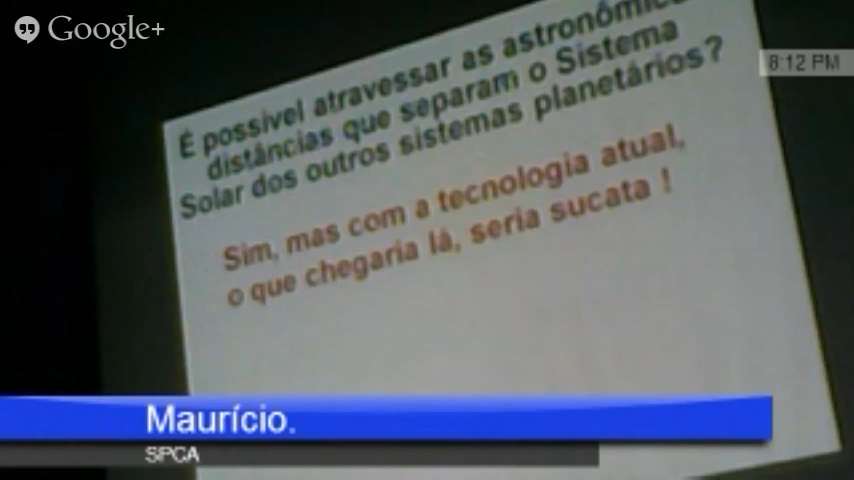 Google+
8:12 PM
É possível atravessar as astronômic
distâncias que separam o Sistema
Solar dos outros sistemas planetários?
Sim, mas com a tecnologia atual,
o que chegaria lá, seria sucata !
Maurício.
SPCA